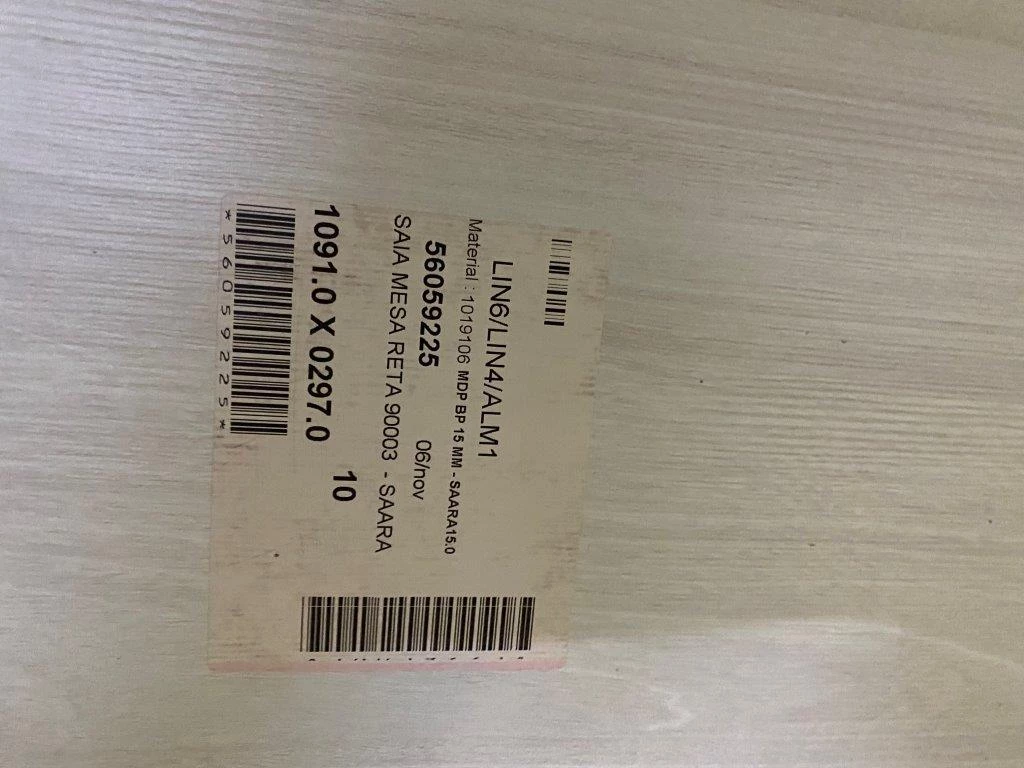 LIN6/LIN4/ALM1
Material : 1019106 MDP BP 15 MM - SAARA15.0
56059225 06/nov
SAIA MESA RETA 90003 - SAARA
10
1091.0 X 0297.0
*56059225*